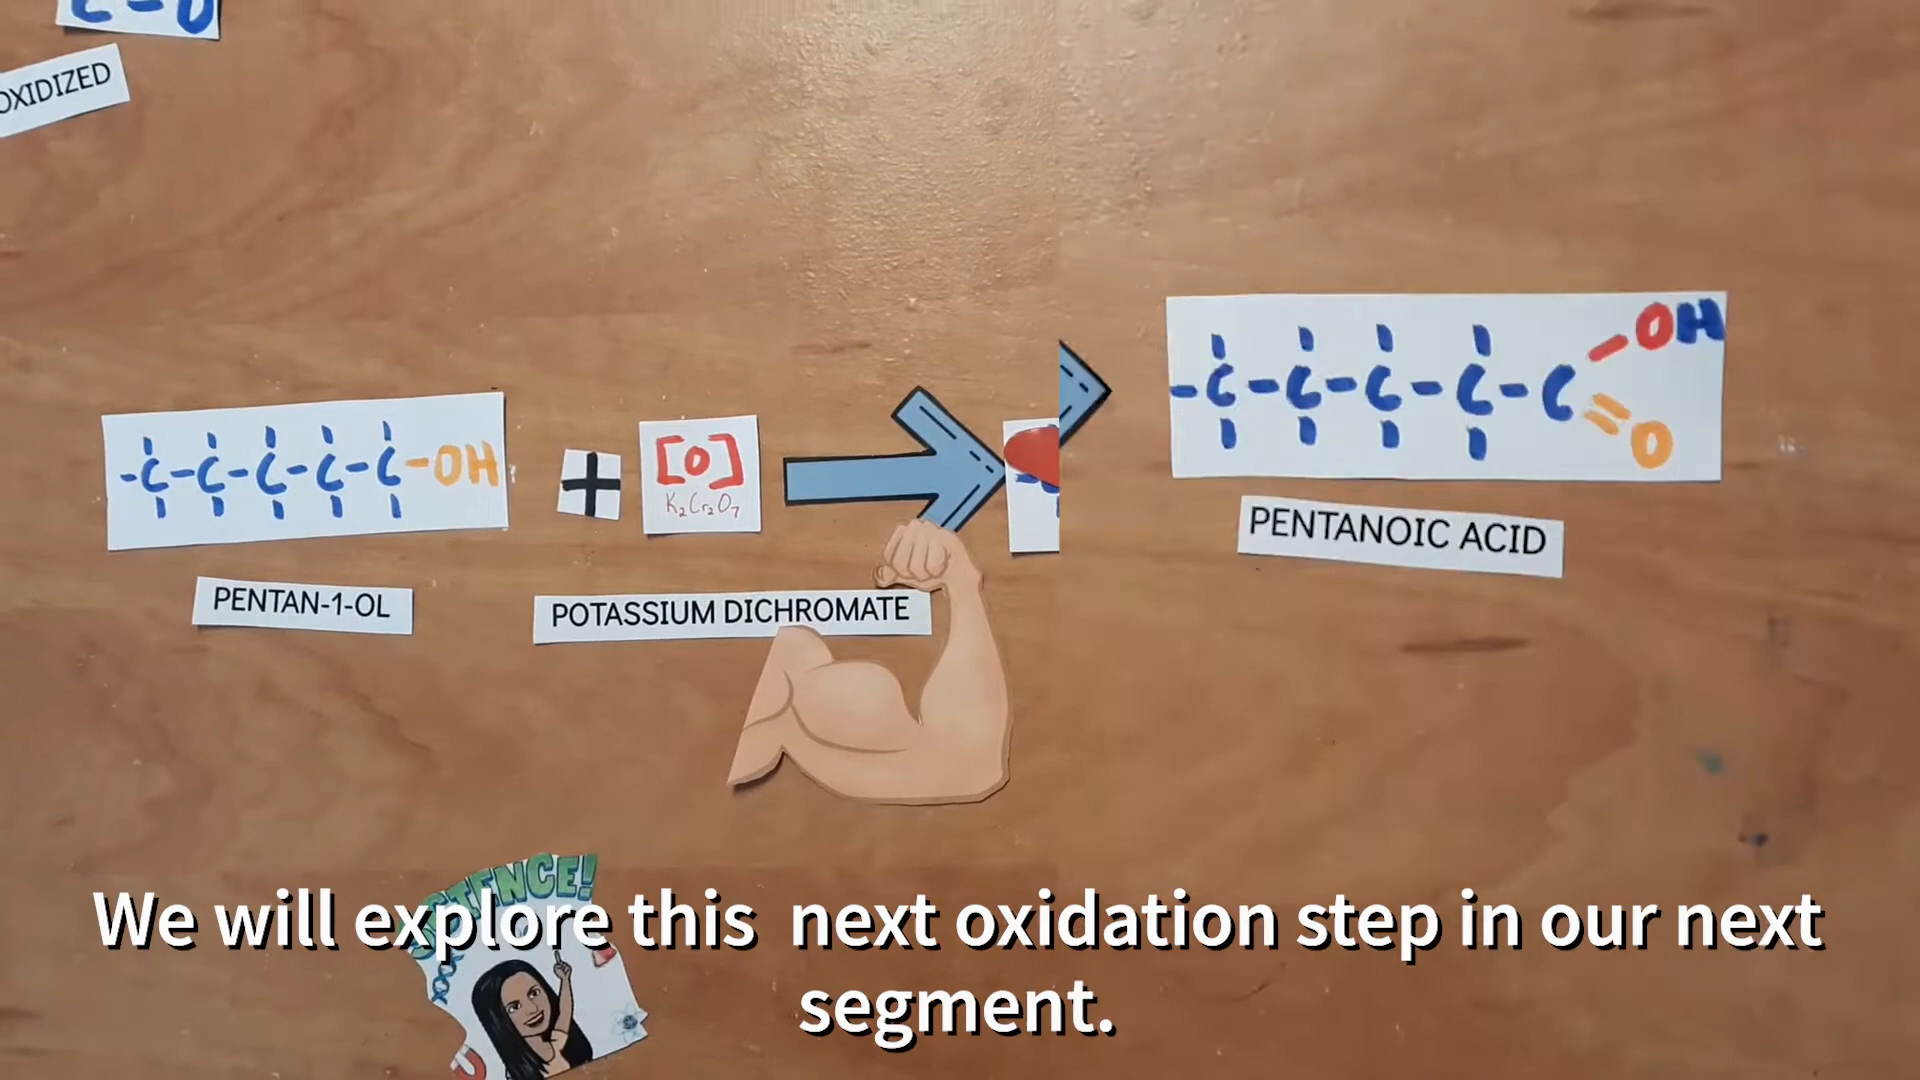 C-O
OXIDIZED
-C-C-C-C-C-OH
+
[O]
K₂Cr₂O₇
-C-C-C-C-C
-OH
=O
PENTAN-1-OL
POTASSIUM DICHROMATE
PENTANOIC ACID
SCIENCE!
We will explore this next oxidation step in our next
segment.